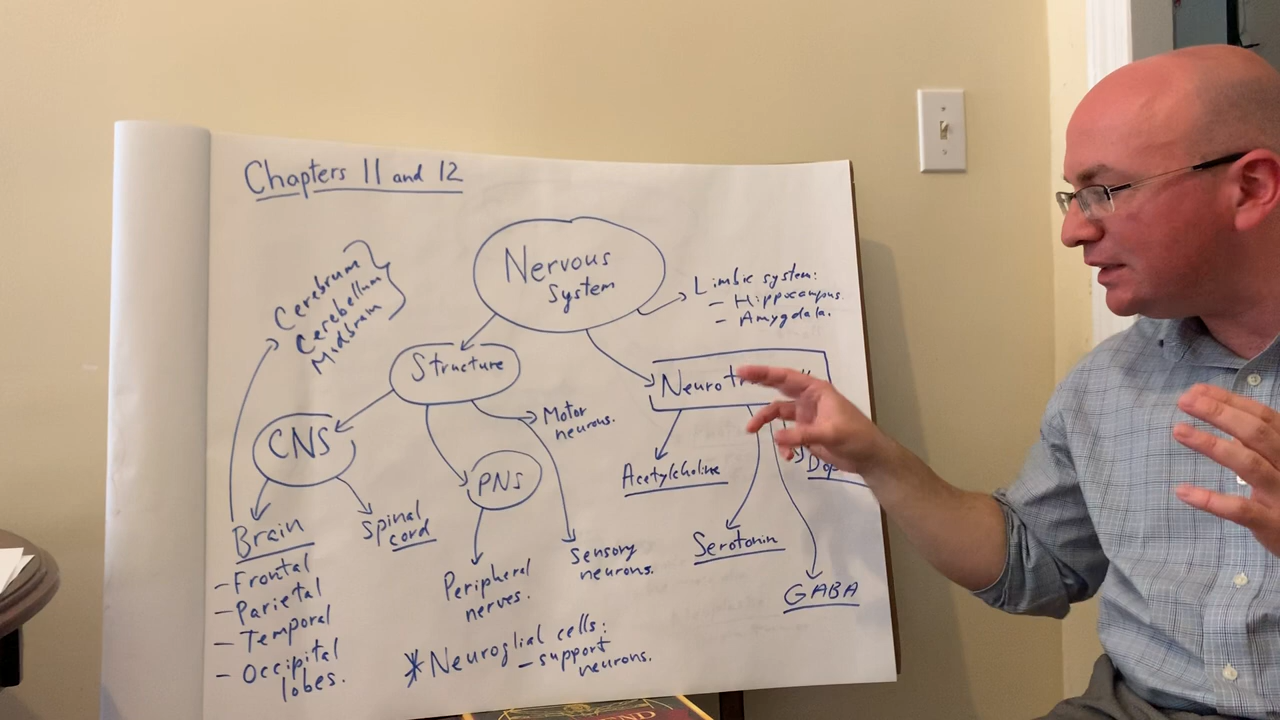 Chapters 11 and 12
Nervous
System
Limbic system:
- Hippocampus.
- Amygdala.
Cerebrum
Cerebellum
Midbrain
Structure
Motor
neurons.
CNS
PNS
Acetylcholine
Serotonin
GABA
Brain
- Frontal
- Parietal
- Temporal
- Occipital
lobes.
Spinal
cord
Peripheral
nerves.
Sensory
neurons.
* Neuroglial cells:
- support
neurons.